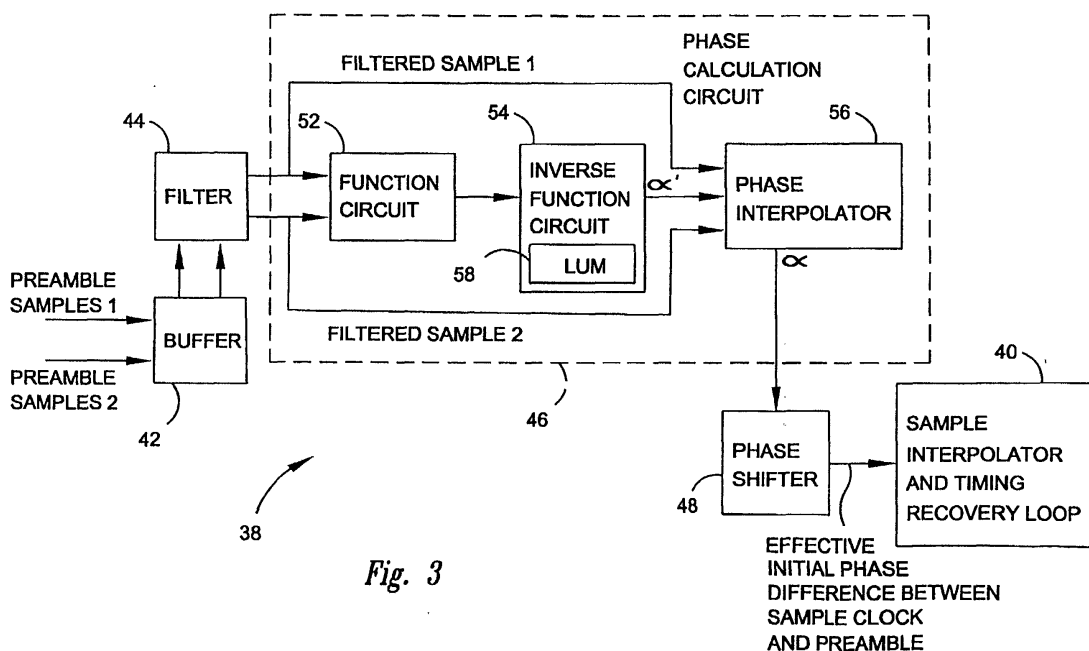 PHASE
CALCULATION
CIRCUIT
FILTERED SAMPLE 1
44
FILTER
52
FUNCTION
CIRCUIT
54
INVERSE
FUNCTION
CIRCUIT
58
LUM
α'
56
PHASE
INTERPOLATOR
α
FILTERED SAMPLE 2
PREAMBLE
SAMPLES 1
PREAMBLE
SAMPLES 2
BUFFER
42
46
38
48
PHASE
SHIFTER
40
SAMPLE
INTERPOLATOR
AND TIMING
RECOVERY LOOP
EFFECTIVE
INITIAL PHASE
DIFFERENCE BETWEEN
SAMPLE CLOCK
AND PREAMBLE
Fig. 3